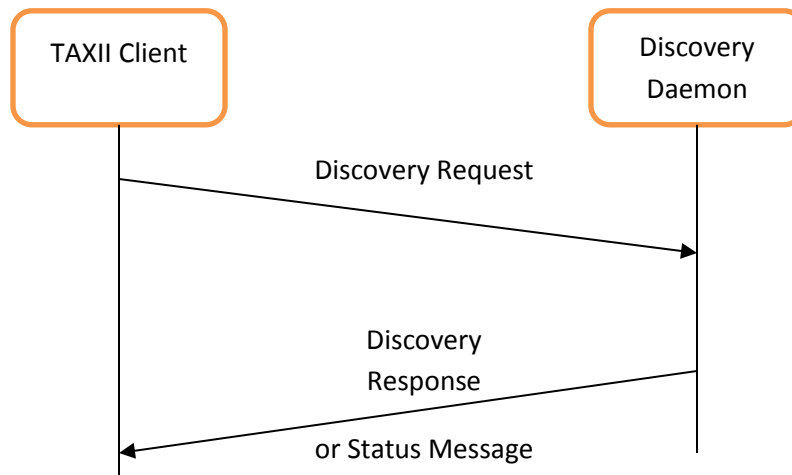 TAXII Client
Discovery
Daemon
Discovery Request
Discovery
Response
or Status Message